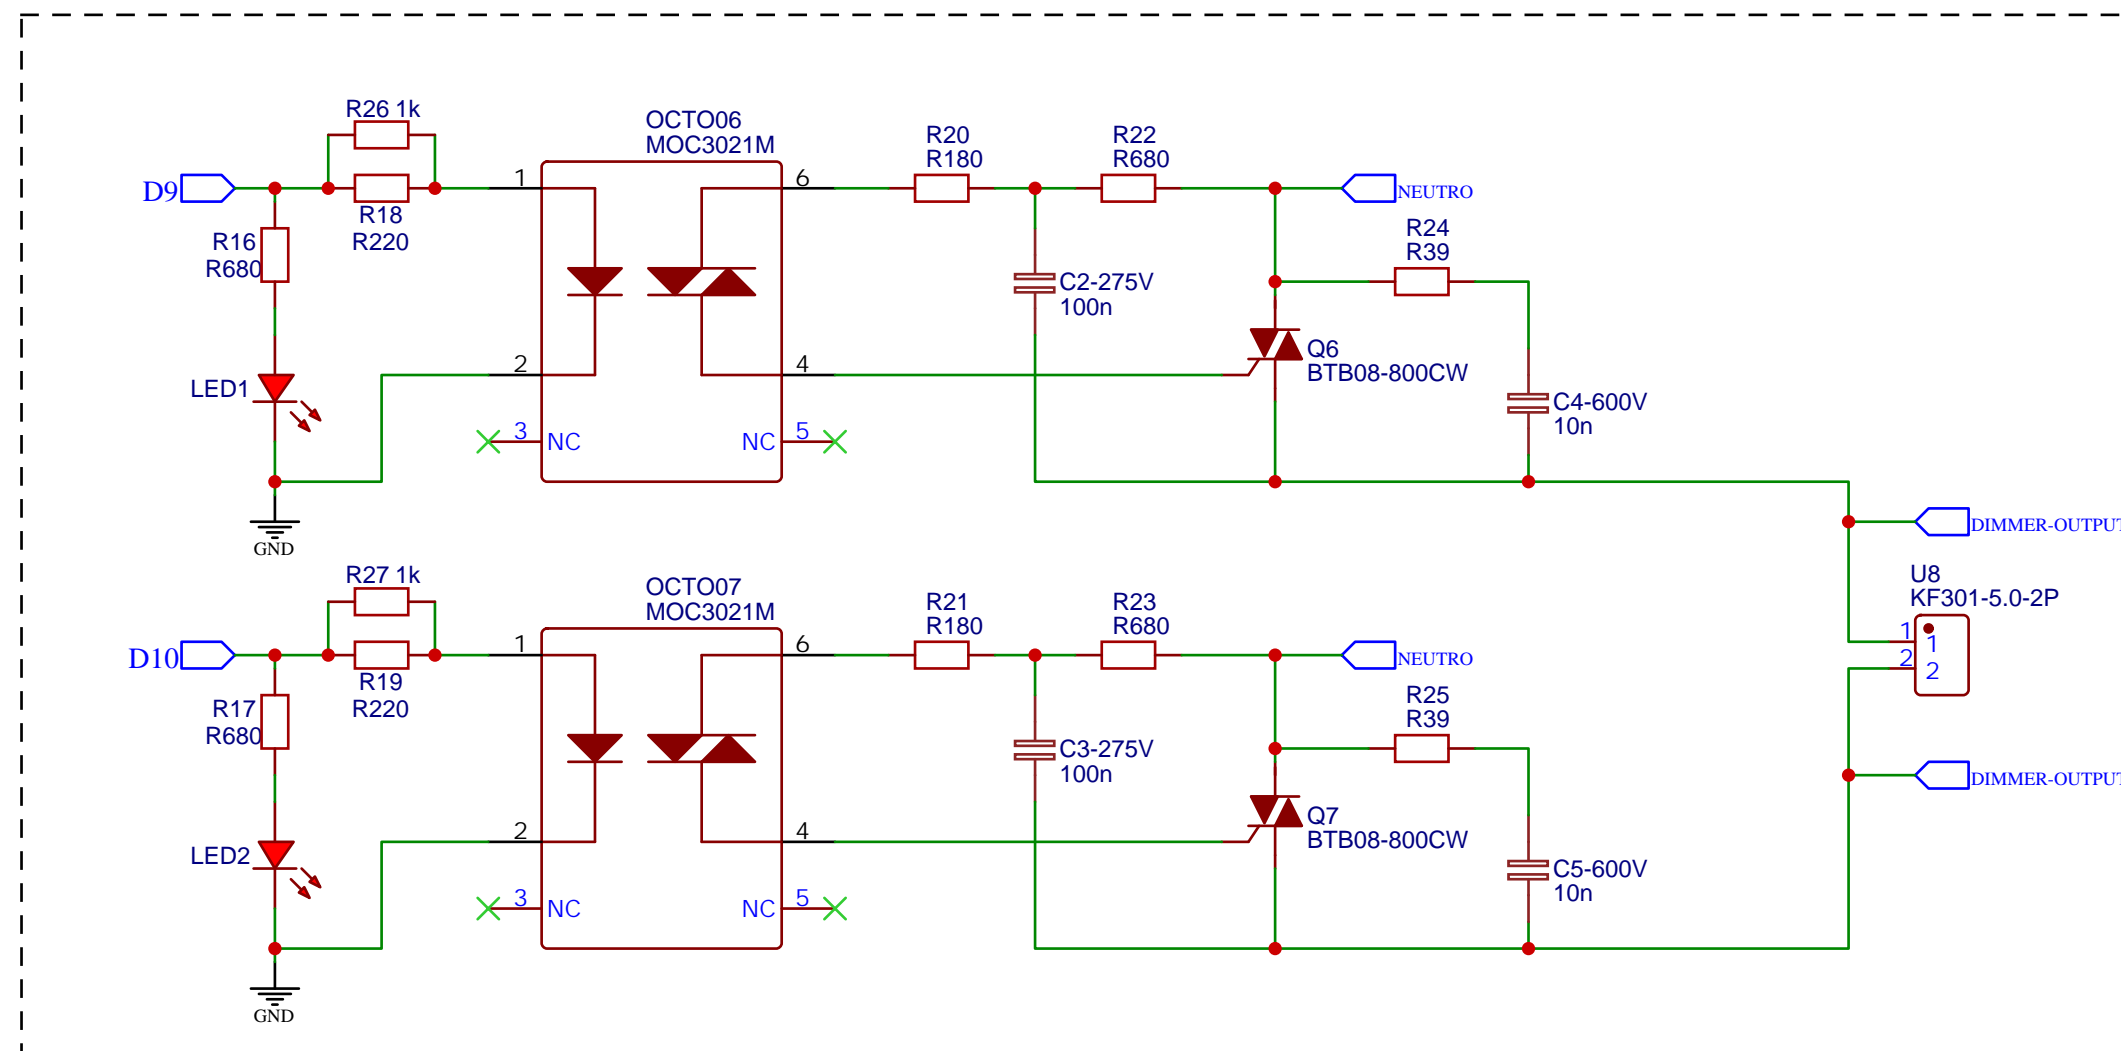 R26 1k
OCTO06
MOC3021M
R20
R180
R22
R680
D9
1
6
NEUTRO
R18
R220
R16
R680
R24
R39
C2-275V
100n
Q6
BTB08-800CW
2
4
LED1
C4-600V
10n
3
NC
NC
5
GND
DIMMER-OUTPUT
R27 1k
OCTO07
MOC3021M
R21
R180
R23
R680
U8
KF301-5.0-2P
1
1
2
2
D10
1
6
NEUTRO
R19
R220
R17
R680
R25
R39
C3-275V
100n
DIMMER-OUTPUT
Q7
BTB08-800CW
2
4
LED2
C5-600V
10n
3
NC
NC
5
GND